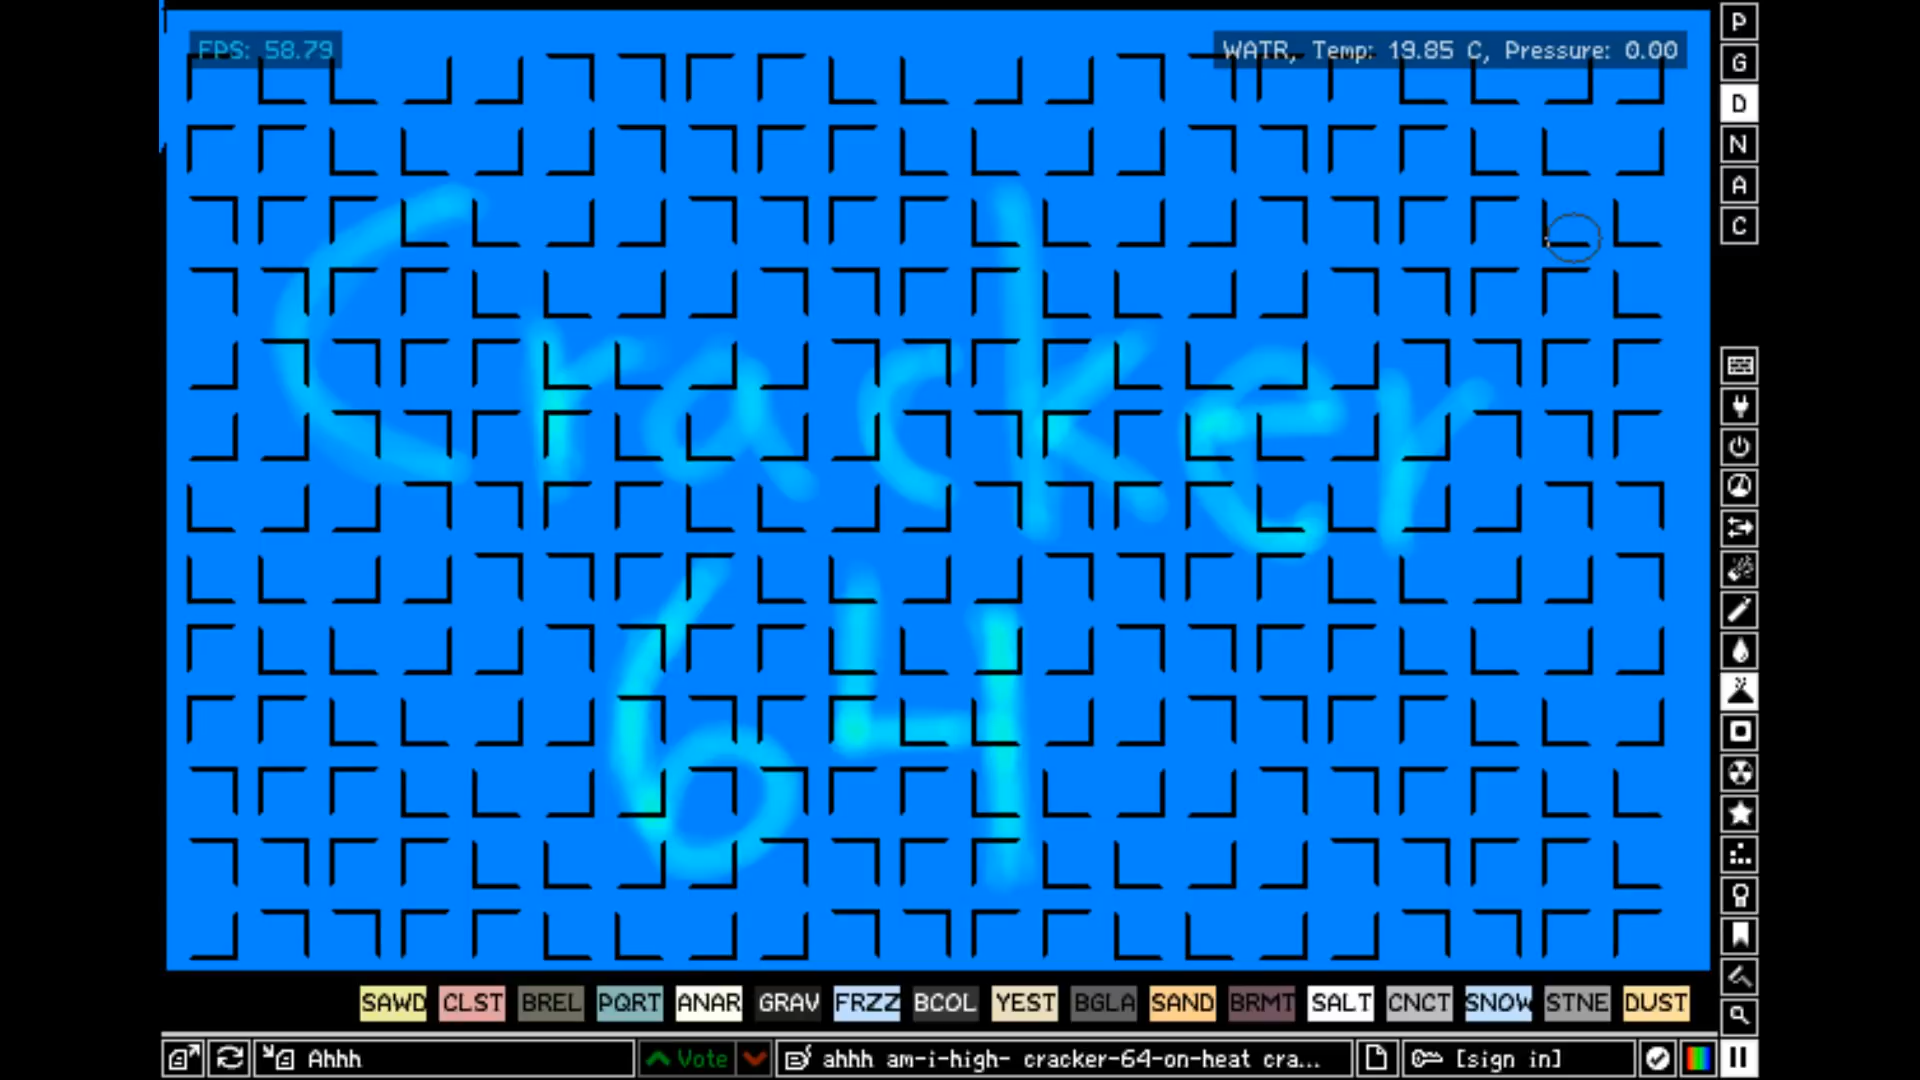 FPS: 58.79
WATR, Temp: 19.85 C, Pressure: 0.00
P
G
D
N
A
C
Cracker
64
SAWD CLST BREL PQRT ANAR GRAV FRZZ BCOL YEST BGLA SAND BRMT SALT CNCT SNOW STNE DUST
Ahhh Vote ahhh am-i-high- cracker-64-on-heat cra... [sign in]